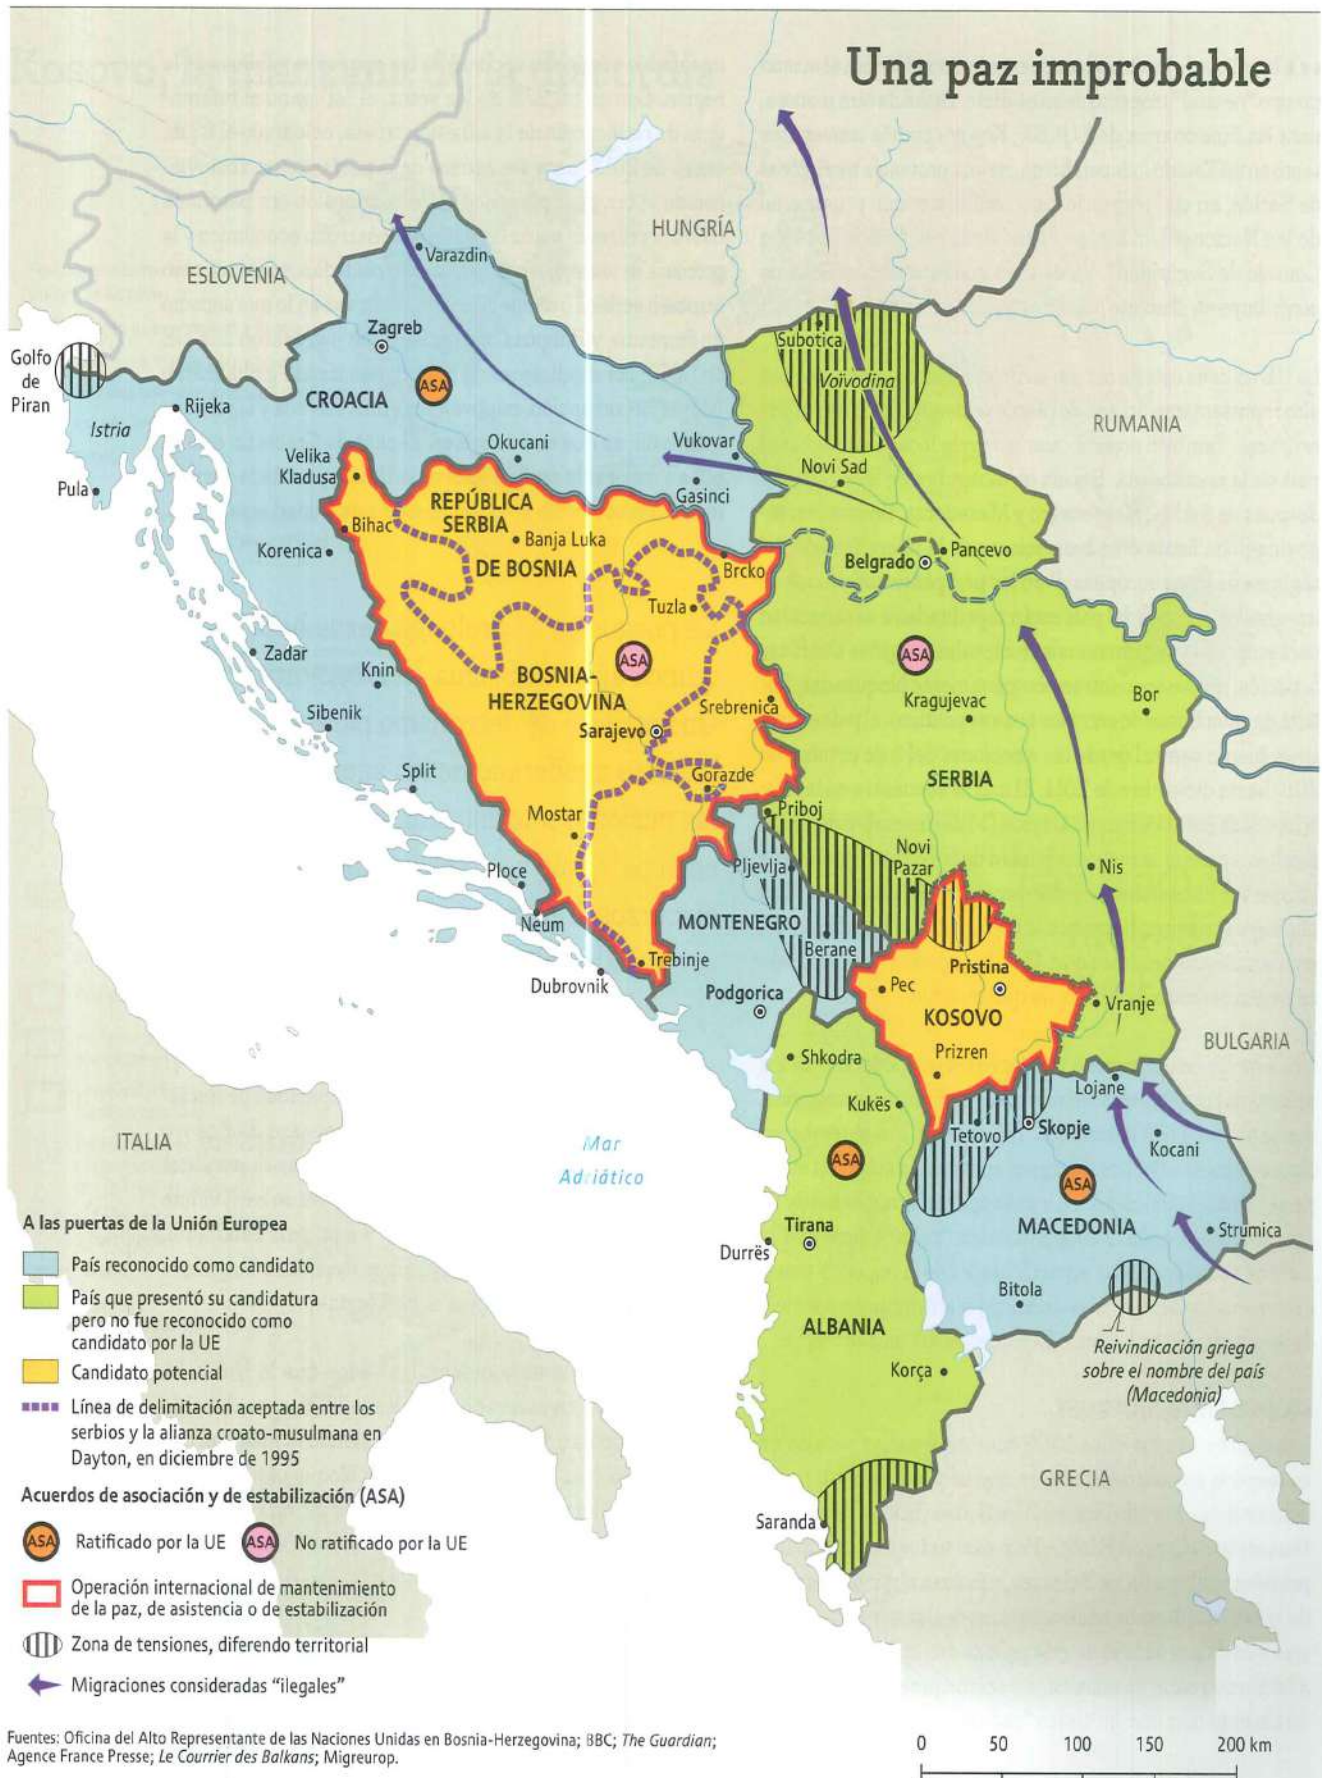 Una paz improbable
HUNGRÍA
ESLOVENIA
Varazdin
Zagreb
Golfo
de
Piran
ASA
CROACIA
Rijeka
Istria
Pula
Velika
Kladusa
Okucani
Vukovar
Gasinci
Subotica
Voivodina
Novi Sad
RUMANIA
REPÚBLICA
SERBIA
Bihac
Banja Luka
DE BOSNIA
Korenica
Brcko
Belgrado
Pancevo
Tuzla
ASA
ASA
Zadar
Knin
BOSNIA-
HERZEGOVINA
Srebrenica
Kragujevac
Bor
Sibenik
Sarajevo
Split
Gorazde
SERBIA
Mostar
Priboj
Novi
Pazar
Pljevlja
Nis
Ploce
Neum
MONTENEGRO
Berane
Trebinje
Dubrovnik
Pristina
Pec
Podgorica
KOSOVO
Vranje
Prizren
BULGARIA
Shkodra
Kukës
Lojane
Tetovo
Skopje
Kocani
ITALIA
Mar
Adriático
ASA
ASA
MACEDONIA
Strumica
Tirana
Durrës
Bitola
ALBANIA
Reivindicación griega
sobre el nombre del país
(Macedonia)
Korça
GRECIA
Saranda
A las puertas de la Unión Europea
País reconocido como candidato
País que presentó su candidatura
pero no fue reconocido como
candidato por la UE
Candidato potencial
Línea de delimitación aceptada entre los
serbios y la alianza croato-musulmana en
Dayton, en diciembre de 1995
Acuerdos de asociación y de estabilización (ASA)
ASA Ratificado por la UE ASA No ratificado por la UE
Operación internacional de mantenimiento
de la paz, de asistencia o de estabilización
Zona de tensiones, diferendo territorial
Migraciones consideradas "ilegales"
Fuentes: Oficina del Alto Representante de las Naciones Unidas en Bosnia-Herzegovina; BBC; The Guardian;
Agence France Presse; Le Courrier des Balkans; Migreurop.
0 50 100 150 200 km